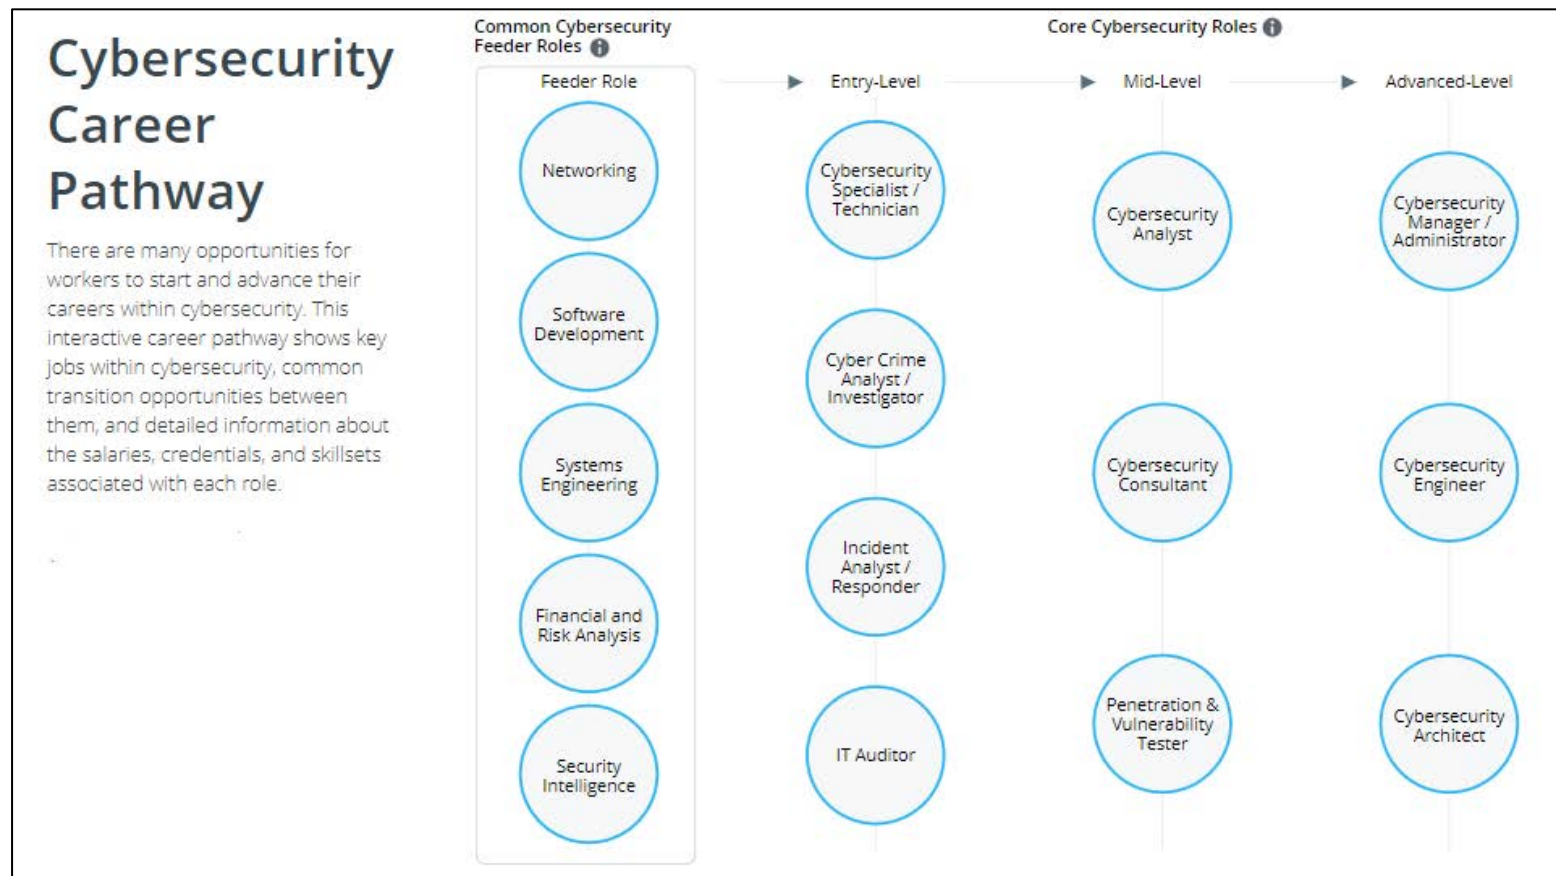 Cybersecurity
Career
Pathway
There are many opportunities for
workers to start and advance their
careers within cybersecurity. This
interactive career pathway shows key
jobs within cybersecurity, common
transition opportunities between
them, and detailed information about
the salaries, credentials, and skillsets
associated with each role.
Common Cybersecurity
Feeder Roles
Feeder Role
Networking
Software
Development
Systems
Engineering
Financial and
Risk Analysis
Security
Intelligence
Core Cybersecurity Roles
Entry-Level
Cybersecurity
Specialist /
Technician
Cyber Crime
Analyst /
Investigator
Incident
Analyst /
Responder
IT Auditor
Mid-Level
Cybersecurity
Analyst
Cybersecurity
Consultant
Penetration &
Vulnerability
Tester
Advanced-Level
Cybersecurity
Manager /
Administrator
Cybersecurity
Engineer
Cybersecurity
Architect